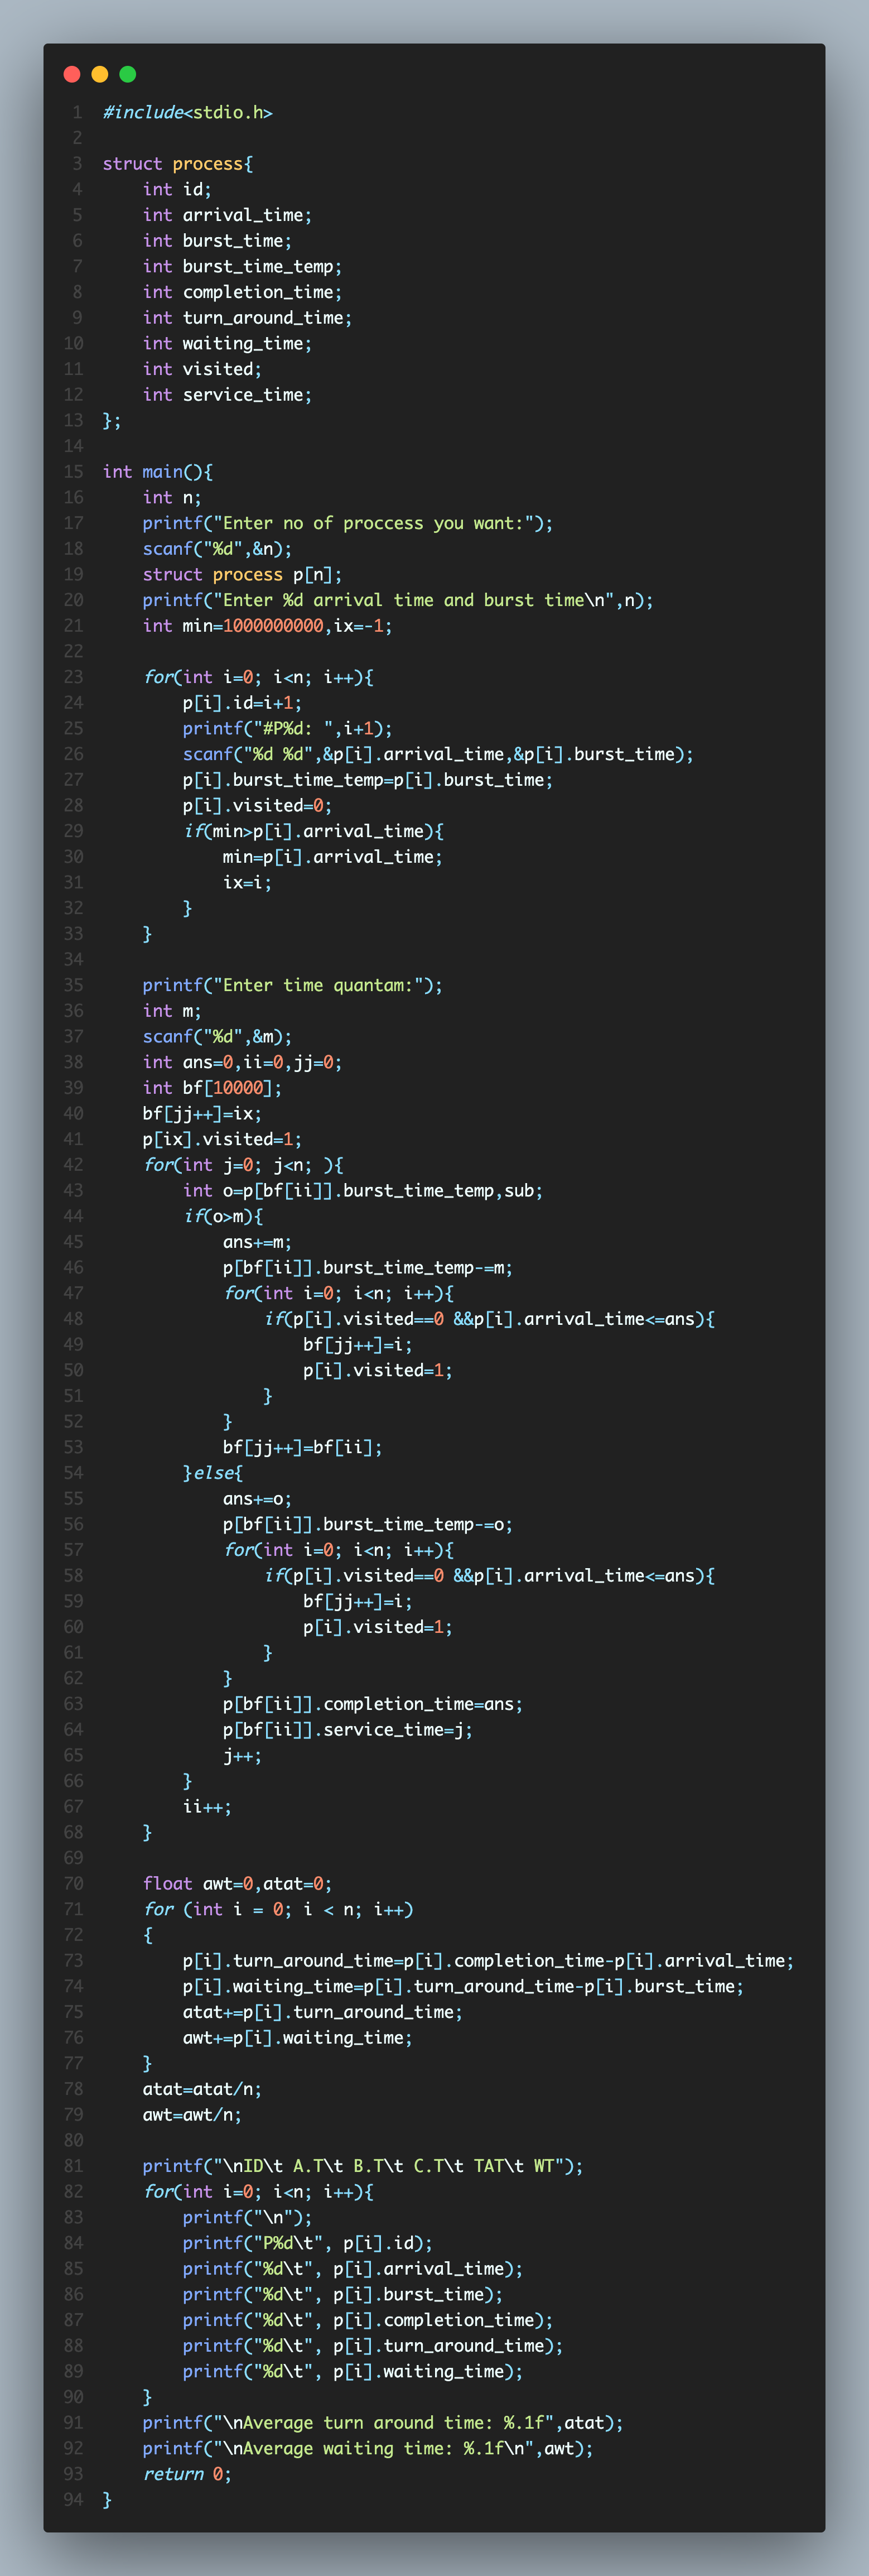 1 #include<stdio.h>
2
3 struct process{
4     int id;
5     int arrival_time;
6     int burst_time;
7     int burst_time_temp;
8     int completion_time;
9     int turn_around_time;
10     int waiting_time;
11     int visited;
12     int service_time;
13 };
14
15 int main(){
16     int n;
17     printf("Enter no of proccess you want:");
18     scanf("%d",&n);
19     struct process p[n];
20     printf("Enter %d arrival time and burst time\n",n);
21     int min=1000000000,ix=-1;
22
23     for(int i=0; i<n; i++){
24         p[i].id=i+1;
25         printf("#P%d: ",i+1);
26         scanf("%d %d",&p[i].arrival_time,&p[i].burst_time);
27         p[i].burst_time_temp=p[i].burst_time;
28         p[i].visited=0;
29         if(min>p[i].arrival_time){
30             min=p[i].arrival_time;
31             ix=i;
32         }
33     }
34
35     printf("Enter time quantam:");
36     int m;
37     scanf("%d",&m);
38     int ans=0,ii=0,jj=0;
39     int bf[10000];
40     bf[jj++]=ix;
41     p[ix].visited=1;
42     for(int j=0; j<n; ){
43         int o=p[bf[ii]].burst_time_temp,sub;
44         if(o>m){
45             ans+=m;
46             p[bf[ii]].burst_time_temp-=m;
47             for(int i=0; i<n; i++){
48                 if(p[i].visited==0 &&p[i].arrival_time<=ans){
49                     bf[jj++]=i;
50                     p[i].visited=1;
51                 }
52             }
53             bf[jj++]=bf[ii];
54         }else{
55             ans+=o;
56             p[bf[ii]].burst_time_temp-=o;
57             for(int i=0; i<n; i++){
58                 if(p[i].visited==0 &&p[i].arrival_time<=ans){
59                     bf[jj++]=i;
60                     p[i].visited=1;
61                 }
62             }
63             p[bf[ii]].completion_time=ans;
64             p[bf[ii]].service_time=j;
65             j++;
66         }
67         ii++;
68     }
69
70     float awt=0,atat=0;
71     for (int i = 0; i < n; i++)
72     {
73         p[i].turn_around_time=p[i].completion_time-p[i].arrival_time;
74         p[i].waiting_time=p[i].turn_around_time-p[i].burst_time;
75         atat+=p[i].turn_around_time;
76         awt+=p[i].waiting_time;
77     }
78     atat=atat/n;
79     awt=awt/n;
80
81     printf("\nID\t A.T\t B.T\t C.T\t TAT\t WT");
82     for(int i=0; i<n; i++){
83         printf("\n");
84         printf("P%d\t", p[i].id);
85         printf("%d\t", p[i].arrival_time);
86         printf("%d\t", p[i].burst_time);
87         printf("%d\t", p[i].completion_time);
88         printf("%d\t", p[i].turn_around_time);
89         printf("%d\t", p[i].waiting_time);
90     }
91     printf("\nAverage turn around time: %.1f",atat);
92     printf("\nAverage waiting time: %.1f\n",awt);
93     return 0;
94 }